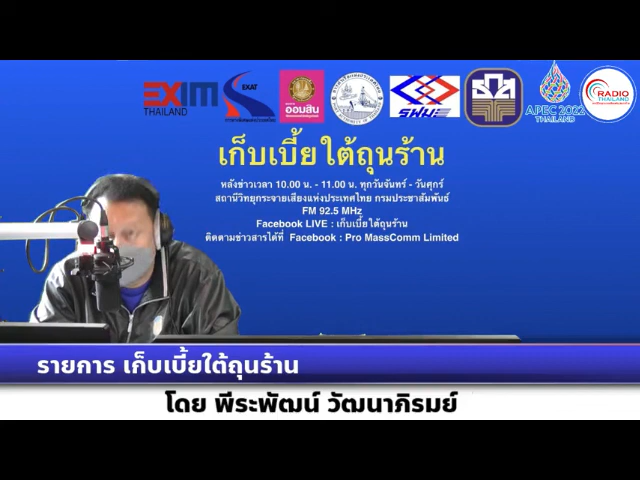 EXIM
THAILAND
EXAT
ออมสิน
รฟม
APEC 2022
THAILAND
RADIO
THAILAND
เก็บเบี้ยใต้ถุนร้าน
หลังข่าวเวลา 10.00 น. - 11.00 น. ทุกวันจันทร์ - วันศุกร์
สถานีวิทยุกระจายเสียงแห่งประเทศไทย กรมประชาสัมพันธ์
FM 92.5 MHz
Facebook LIVE : เก็บเบี้ยใต้ถุนร้าน
ติดตามข่าวสารได้ที่ Facebook : Pro MassComm Limited
รายการ เก็บเบี้ยใต้ถุนร้าน
โดย พีระพัฒน์ วัฒนาภิรมย์